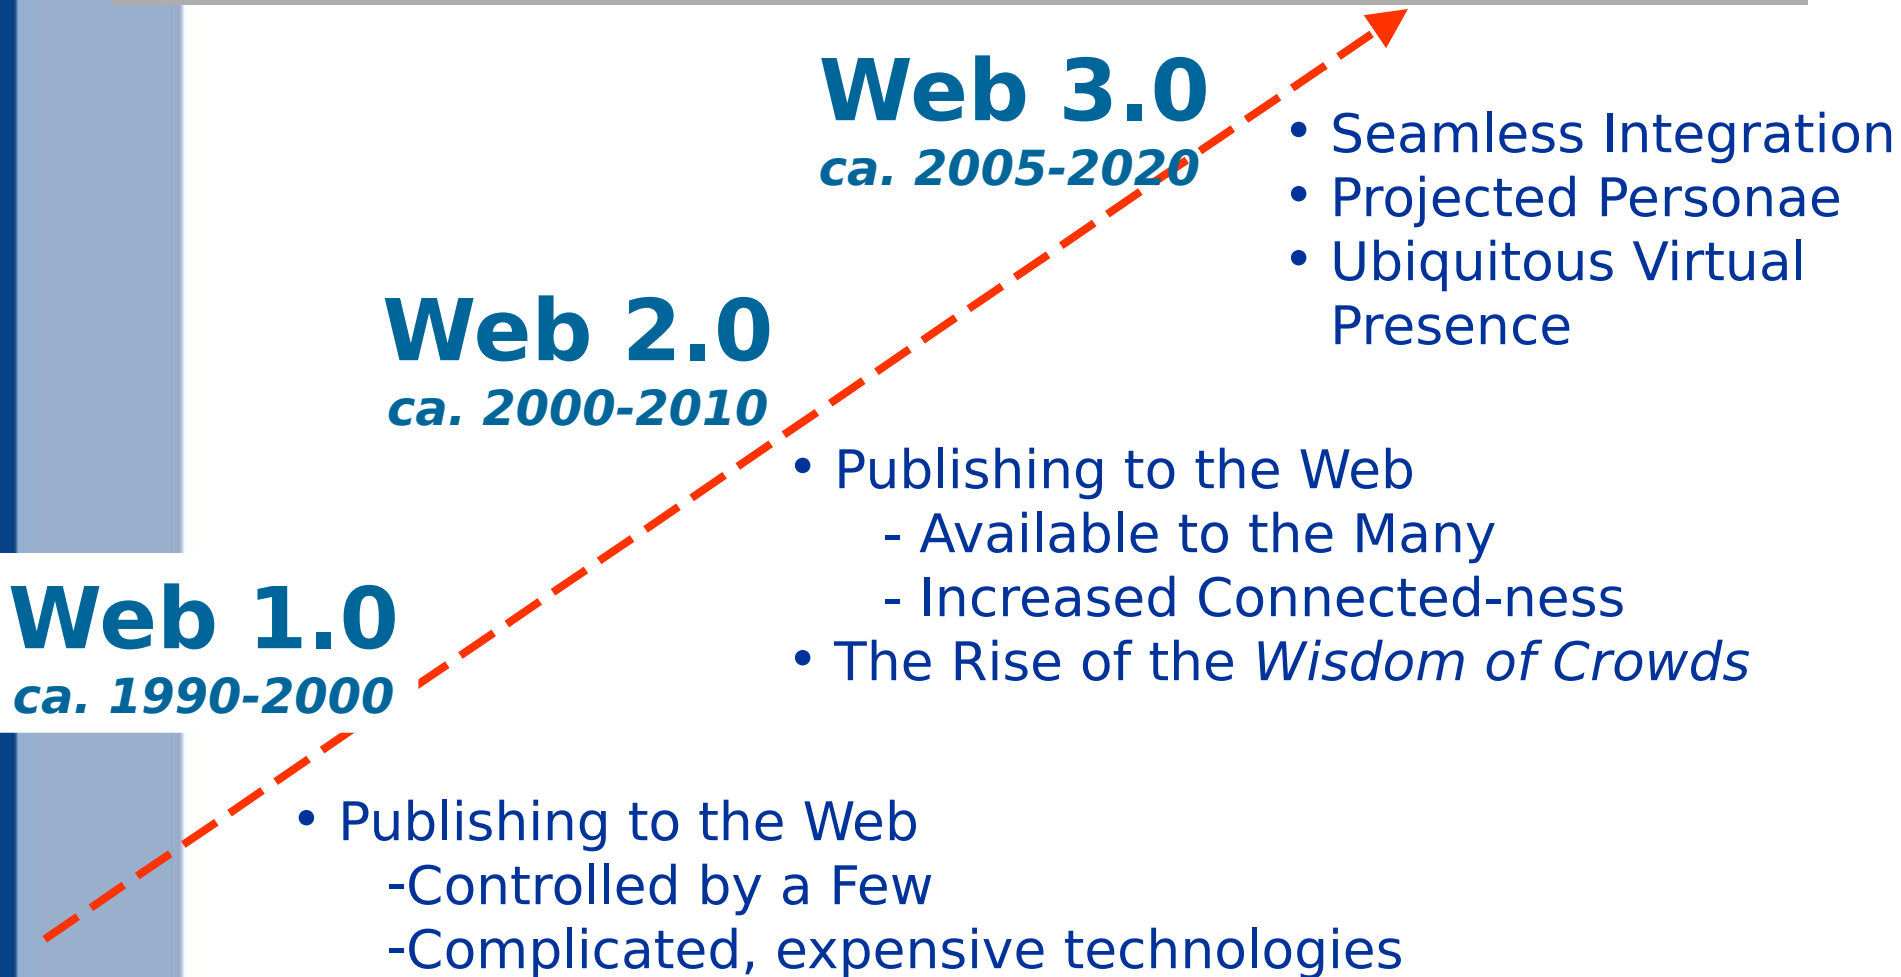 Web 3.0
ca. 2005-2020
• Seamless Integration
• Projected Personae
• Ubiquitous Virtual
Presence
Web 2.0
ca. 2000-2010
• Publishing to the Web
- Available to the Many
- Increased Connected-ness
• The Rise of the Wisdom of Crowds
Web 1.0
ca. 1990-2000
• Publishing to the Web
-Controlled by a Few
-Complicated, expensive technologies